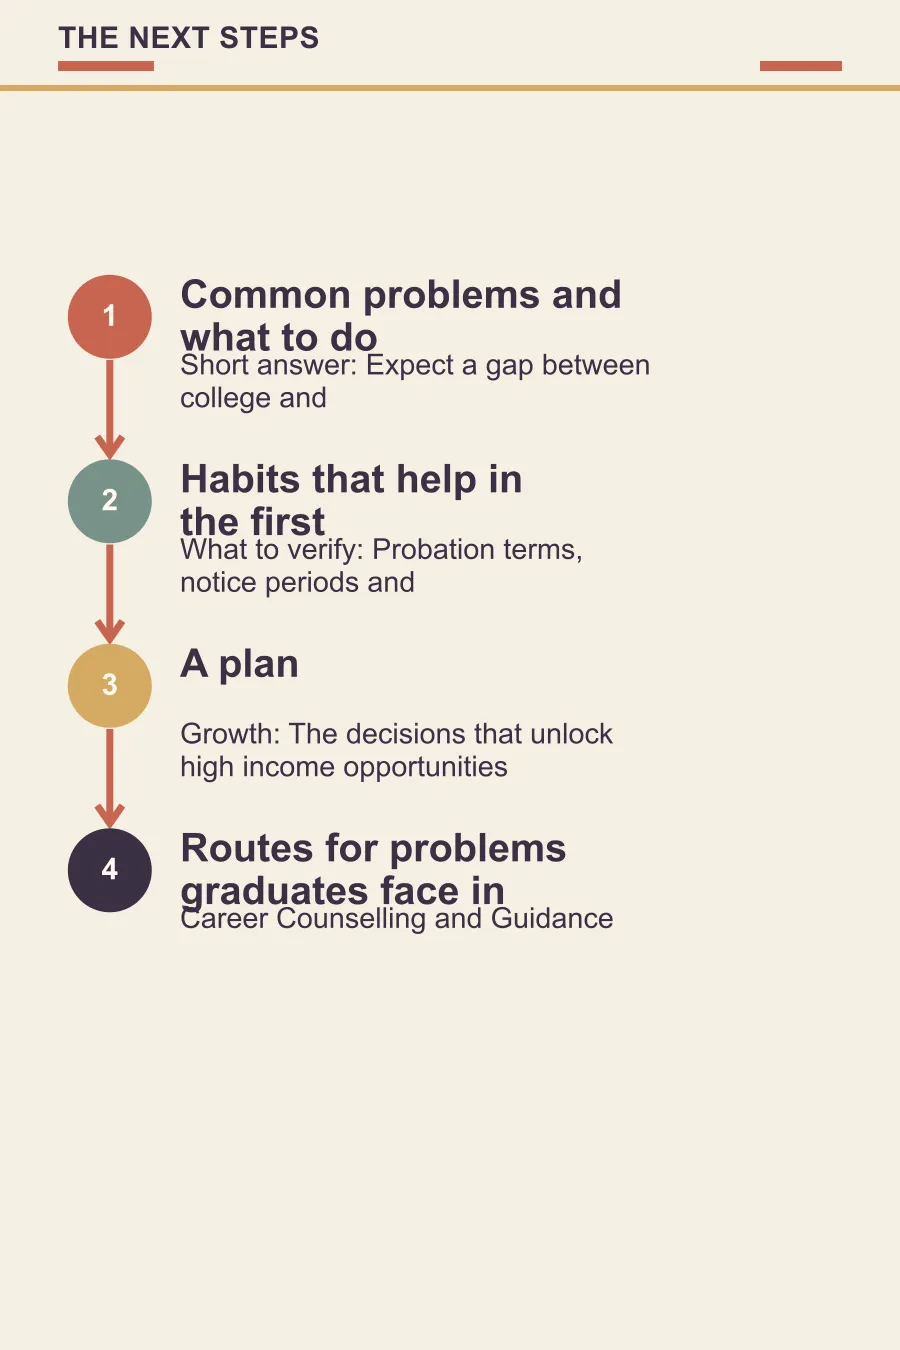 THE NEXT STEPS
1
Common problems and
what to do
Short answer: Expect a gap between
college and
2
Habits that help in
the first
What to verify: Probation terms,
notice periods and
3
A plan
Growth: The decisions that unlock
high income opportunities
4
Routes for problems
graduates face in
Career Counselling and Guidance